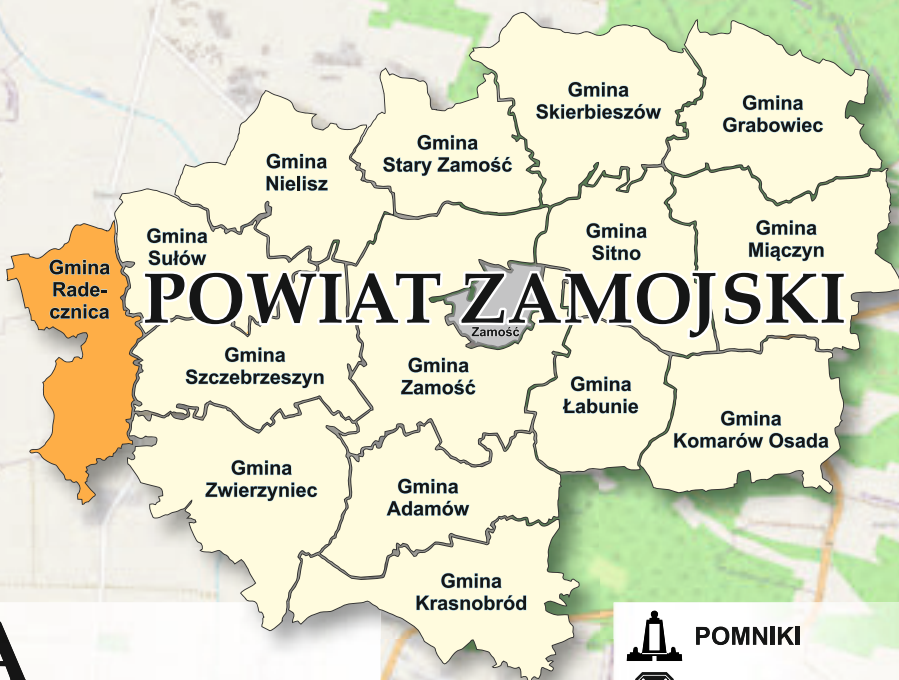 Gmina
Skierbieszów
Gmina
Grabowiec
Gmina
Stary Zamość
Gmina
Nielisz
Gmina
Sułów
Gmina
Sitno
Gmina
Miączyn
Gmina
Rade-
cznica
POWIAT ZAMOJSKI
Zamość
Gmina
Szczebrzeszyn
Gmina
Zamość
Gmina
Łabunie
Gmina
Komarów Osada
Gmina
Zwierzyniec
Gmina
Adamów
Gmina
Krasnobród
POMNIKI
A